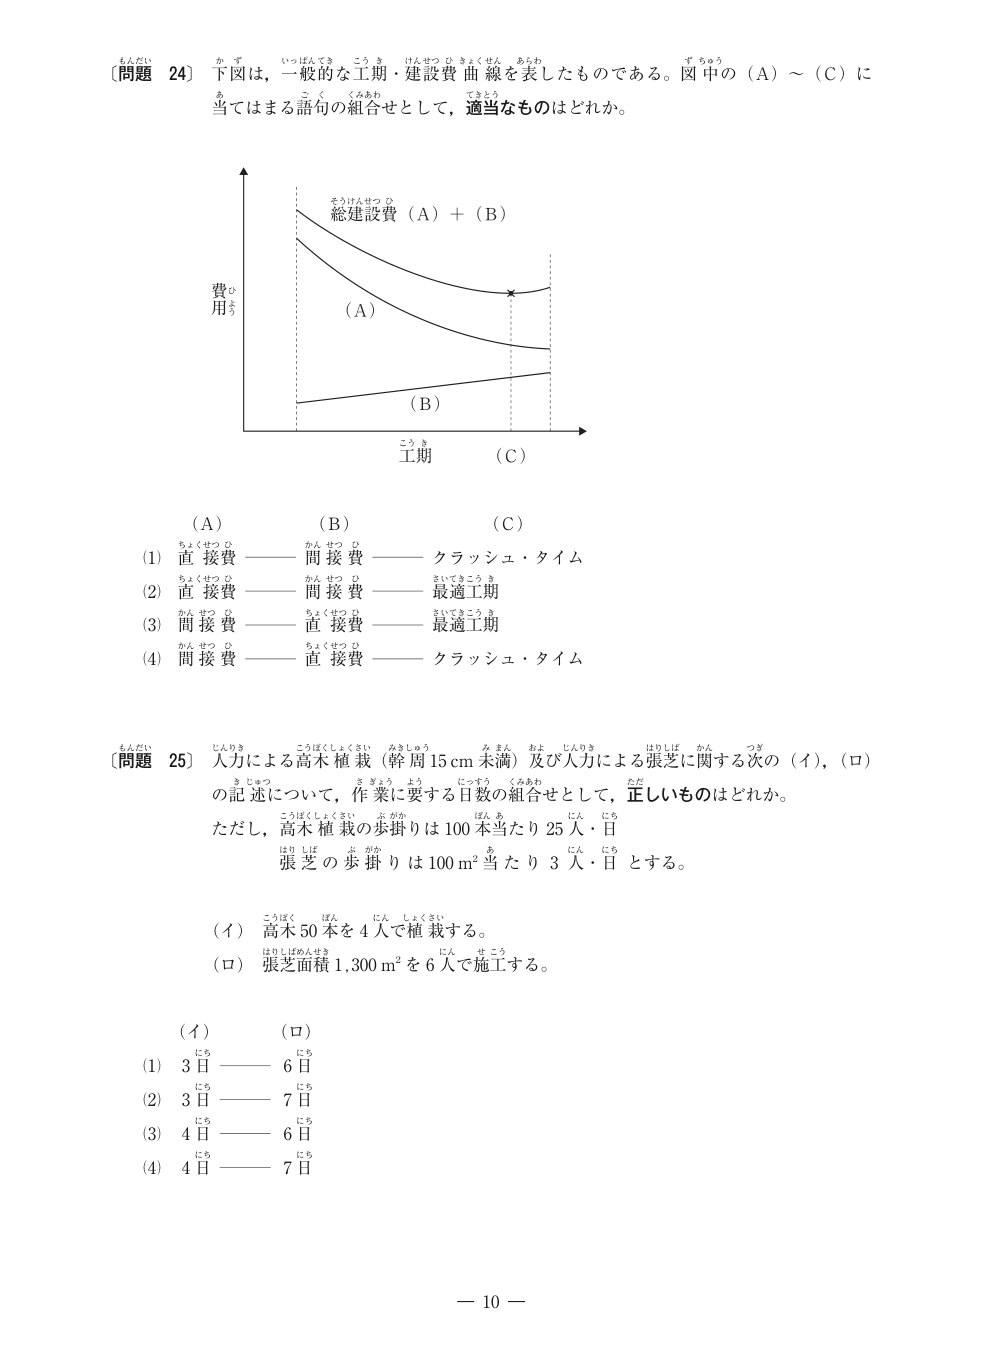 〔問題 24〕 下図は，一般的な工期・建設費曲線を表したものである。図中の（A）～（C）に
当てはまる語句の組合せとして，適当なものはどれか。
総建設費（A）＋（B）
費用
（A）
（B）
工期 （C）
（A） （B） （C）
⑴ 直接費 ─── 間接費 ─── クラッシュ・タイム
⑵ 直接費 ─── 間接費 ─── 最適工期
⑶ 間接費 ─── 直接費 ─── 最適工期
⑷ 間接費 ─── 直接費 ─── クラッシュ・タイム
〔問題 25〕 人力による高木植栽（幹周 15 cm 未満）及び人力による張芝に関する次の（イ），（ロ）
の記述について，作業に要する日数の組合せとして，正しいものはどれか。
ただし，高木植栽の歩掛りは 100 本当たり 25 人・日
張芝の歩掛りは 100 m² 当たり 3 人・日 とする。
（イ） 高木 50 本を 4 人で植栽する。
（ロ） 張芝面積 1,300 m² を 6 人で施工する。
（イ） （ロ）
⑴ 3 日 ─── 6 日
⑵ 3 日 ─── 7 日
⑶ 4 日 ─── 6 日
⑷ 4 日 ─── 7 日
― 10 ―